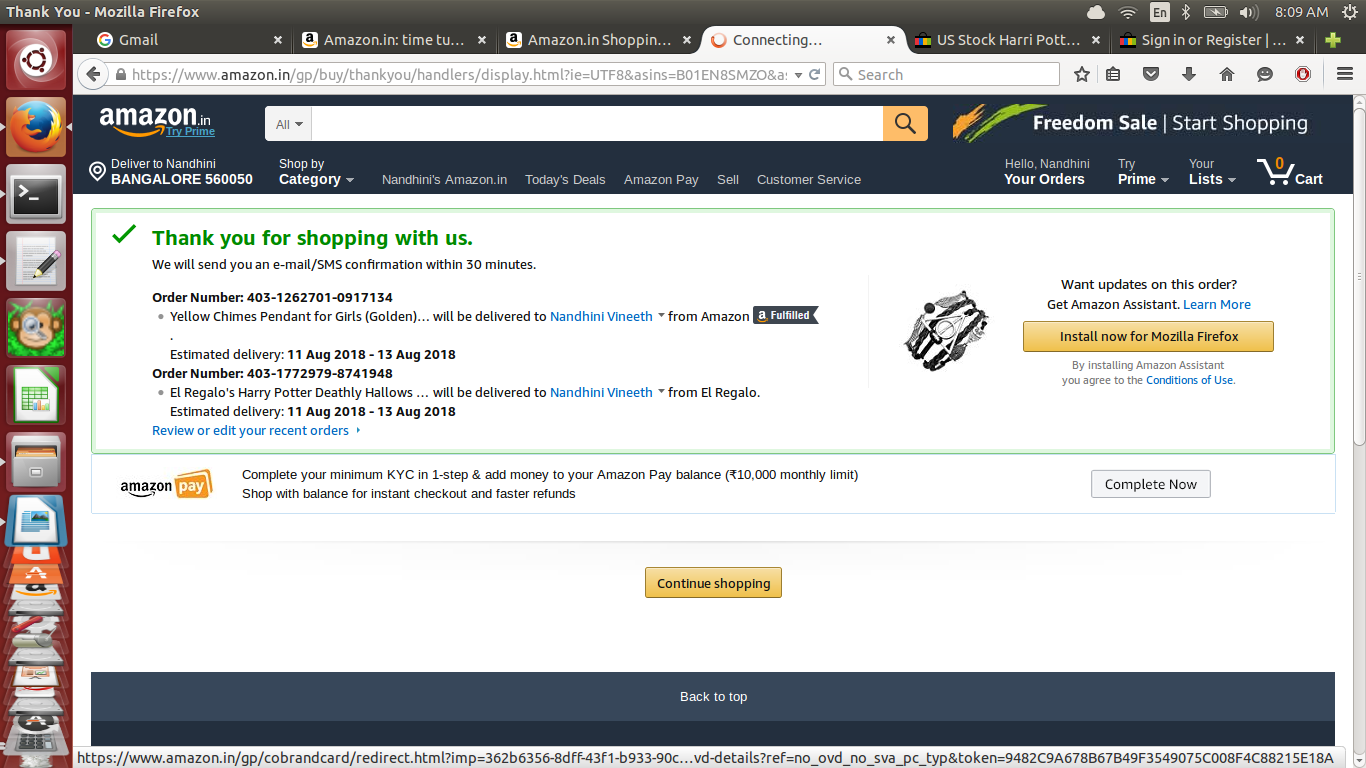 Thank You - Mozilla Firefox
En
8:09 AM
Gmail
Amazon.in: time tu...
Amazon.in Shoppin...
Connecting...
US Stock Harri Pott...
Sign in or Register | ...
https://www.amazon.in/gp/buy/thankyou/handlers/display.html?ie=UTF8&asins=B01EN8SMZO&a
Search
amazon.in
Try Prime
All
Freedom Sale | Start Shopping
Deliver to Nandhini
BANGALORE 560050
Shop by
Category
Nandhini's Amazon.in
Today's Deals
Amazon Pay
Sell
Customer Service
Hello, Nandhini
Your Orders
Try
Prime
Your
Lists
0
Cart
Thank you for shopping with us.
We will send you an e-mail/SMS confirmation within 30 minutes.
Order Number: 403-1262701-0917134
Yellow Chimes Pendant for Girls (Golden)... will be delivered to Nandhini Vineeth from Amazon a Fulfilled
.
Estimated delivery: 11 Aug 2018 - 13 Aug 2018
Order Number: 403-1772979-8741948
El Regalo's Harry Potter Deathly Hallows ... will be delivered to Nandhini Vineeth from El Regalo.
Estimated delivery: 11 Aug 2018 - 13 Aug 2018
Review or edit your recent orders
Want updates on this order?
Get Amazon Assistant. Learn More
Install now for Mozilla Firefox
By installing Amazon Assistant
you agree to the Conditions of Use.
amazon pay
Complete your minimum KYC in 1-step & add money to your Amazon Pay balance (₹10,000 monthly limit)
Shop with balance for instant checkout and faster refunds
Complete Now
Continue shopping
Back to top
https://www.amazon.in/gp/cobrandcard/redirect.html?imp=362b6356-8dff-43f1-b933-90c...vd-details?ref=no_ovd_no_sva_pc_typ&token=9482C9A678B67B49F3549075C008F4C88215E18A